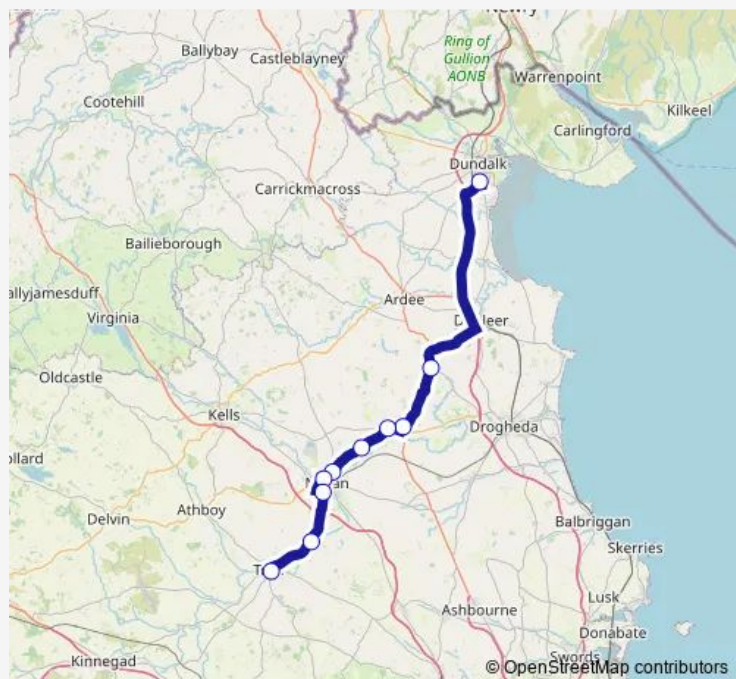 Ballybay
Castleblayney
Ring of
Gullion
AONB
Warrenpoint
Cootehill
Kilkeel
Carlingford
Dundalk
Carrickmacross
Bailieborough
allyjamesduff
Virginia
Ardee
Oldcastle
Kells
Drogheda
ollard
Athboy
Delvin
Balbriggan
Skerries
Ashbourne
Lusk
Donabate
Kinnegad
Swords
© OpenStreetMap contributors